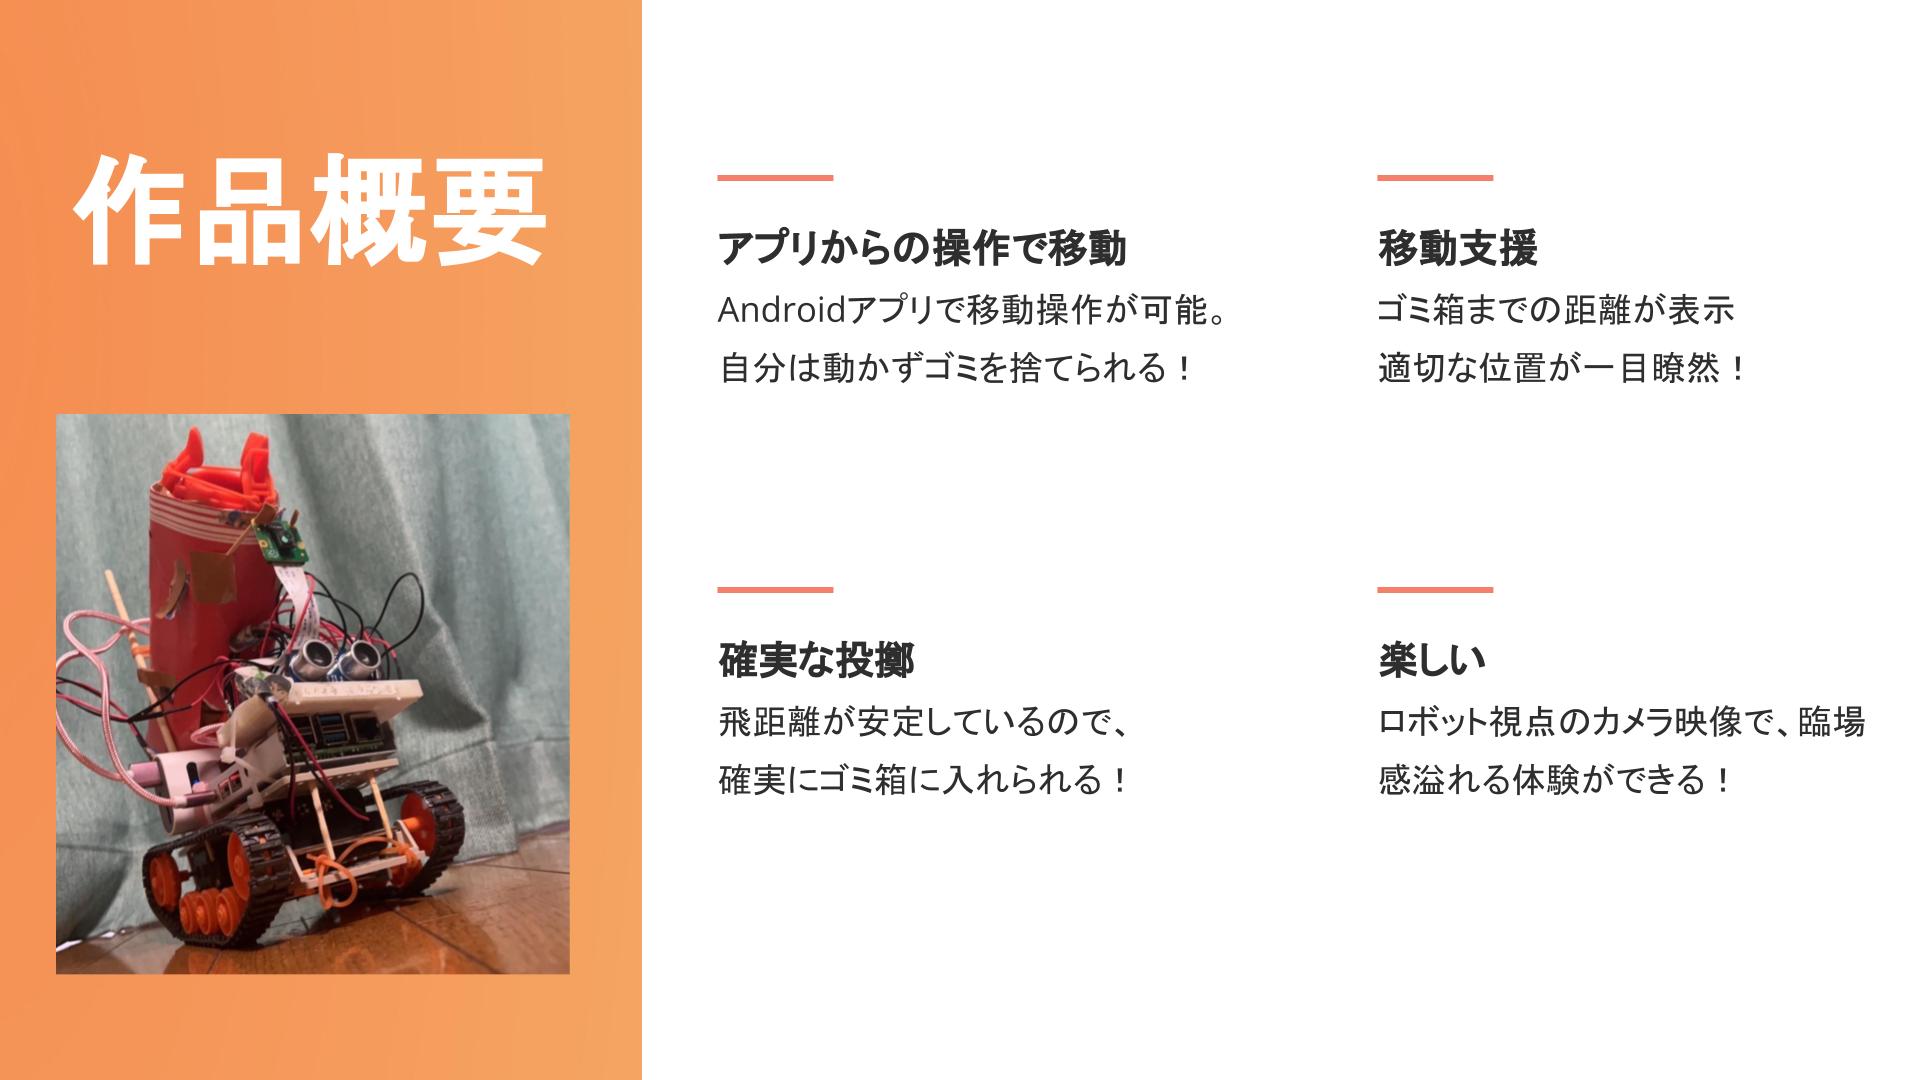 作品概要
アプリからの操作で移動
Androidアプリで移動操作が可能。
自分は動かずゴミを捨てられる！
移動支援
ゴミ箱までの距離が表示
適切な位置が一目瞭然！
確実な投擲
飛距離が安定しているので、
確実にゴミ箱に入れられる！
楽しい
ロボット視点のカメラ映像で、臨場
感溢れる体験ができる！